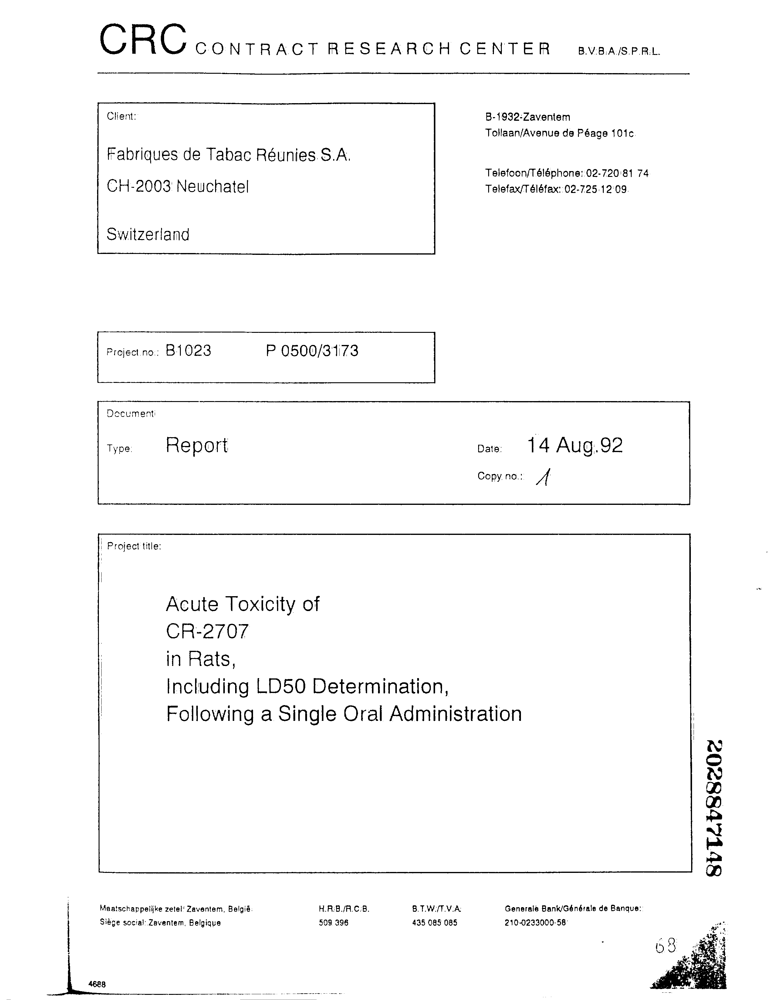 CRC CONTRACT RESEARCH CENTER B.V.B.A./S.P.R.L.
Client:
Fabriques de Tabac Réunies S.A.
CH-2003 Neuchatel
Switzerland
B-1932-Zaventem
Tollaan/Avenue de Péage 101c
Telefoon/Téléphone: 02-720 81 74
Telefax/Téléfax: 02-725 12 09
Project no.: B1023 P 0500/3173
Document
Type: Report
Date: 14 Aug.92
Copy no.: 1
Project title:
Acute Toxicity of
CR-2707
in Rats,
Including LD50 Determination,
Following a Single Oral Administration
2028847148
Maatschappelijke zetel: Zaventem, België
Siège social: Zaventem, Belgique
H.R.B./R.C.B.
509 396
B.T.W./T.V.A.
435 085 085
Generale Bank/Générale de Banque:
210-0233000-58
68
4688